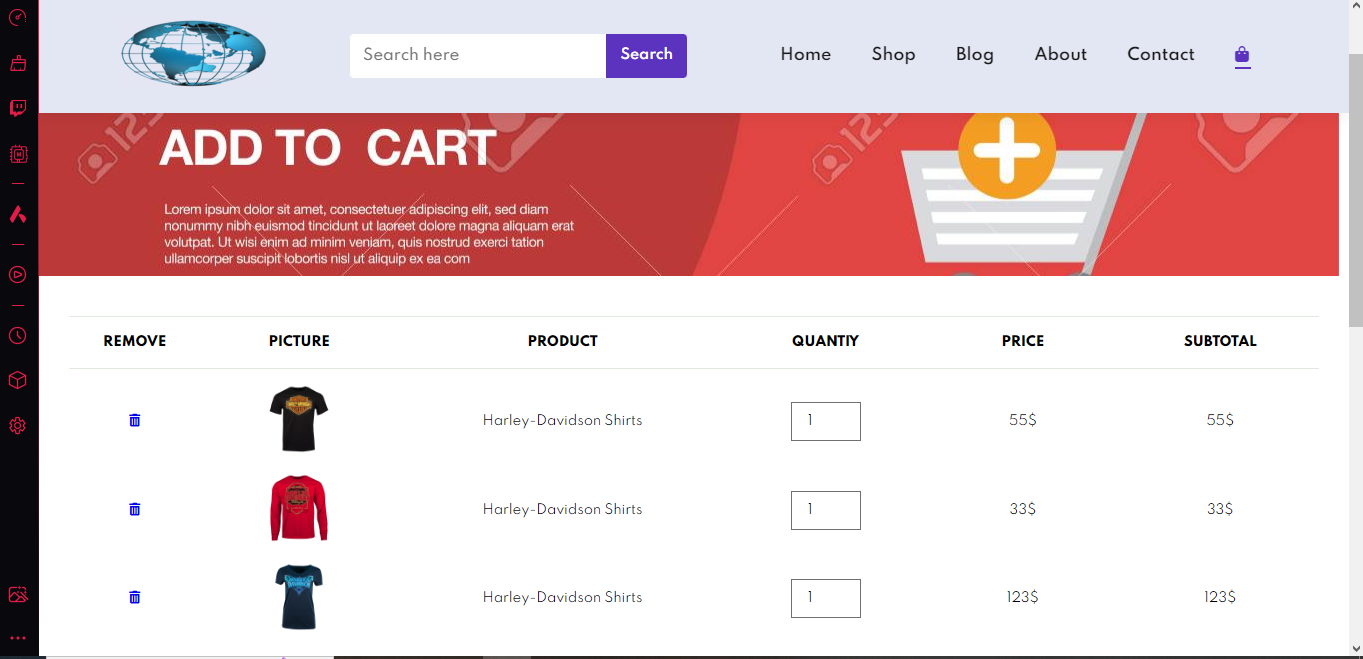 Search here
Search
Home
Shop
Blog
About
Contact
ADD TO CART
Lorem ipsum dolor sit amet, consectetuer adipiscing elit, sed diam
nonummy nibh euismod tincidunt ut laoreet dolore magna aliquam erat
volutpat. Ut wisi enim ad minim veniam, quis nostrud exerci tation
ullamcorper suscipit lobortis nisl ut aliquip ex ea com
REMOVE
PICTURE
PRODUCT
QUANTIY
PRICE
SUBTOTAL
Harley-Davidson Shirts
1
55$
55$
Harley-Davidson Shirts
1
33$
33$
Harley-Davidson Shirts
1
123$
123$